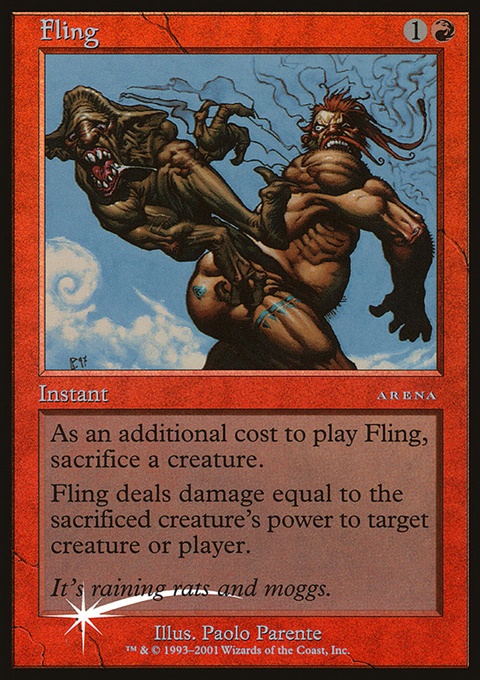 Fling 1
Instant ARENA
As an additional cost to play Fling,
sacrifice a creature.
Fling deals damage equal to the
sacrificed creature's power to target
creature or player.
It's raining rats and moggs.
Illus. Paolo Parente
™ & © 1993–2001 Wizards of the Coast, Inc.